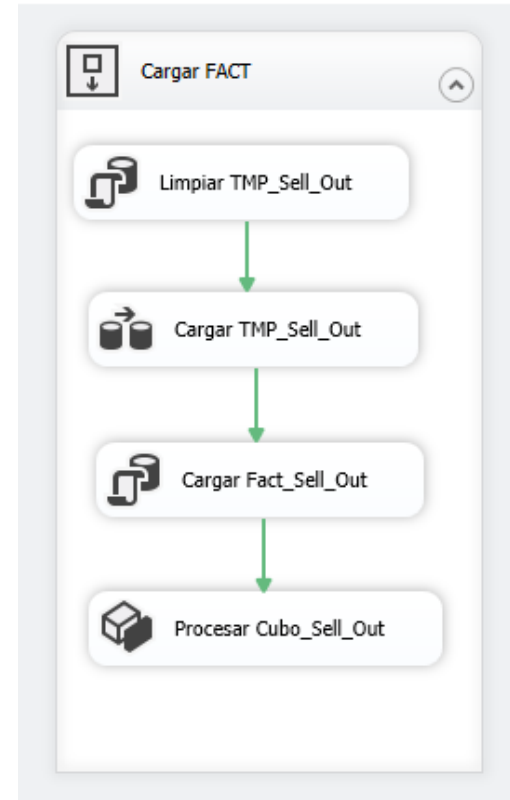 Cargar FACT
Limpiar TMP_Sell_Out
Cargar TMP_Sell_Out
Cargar Fact_Sell_Out
Procesar Cubo_Sell_Out